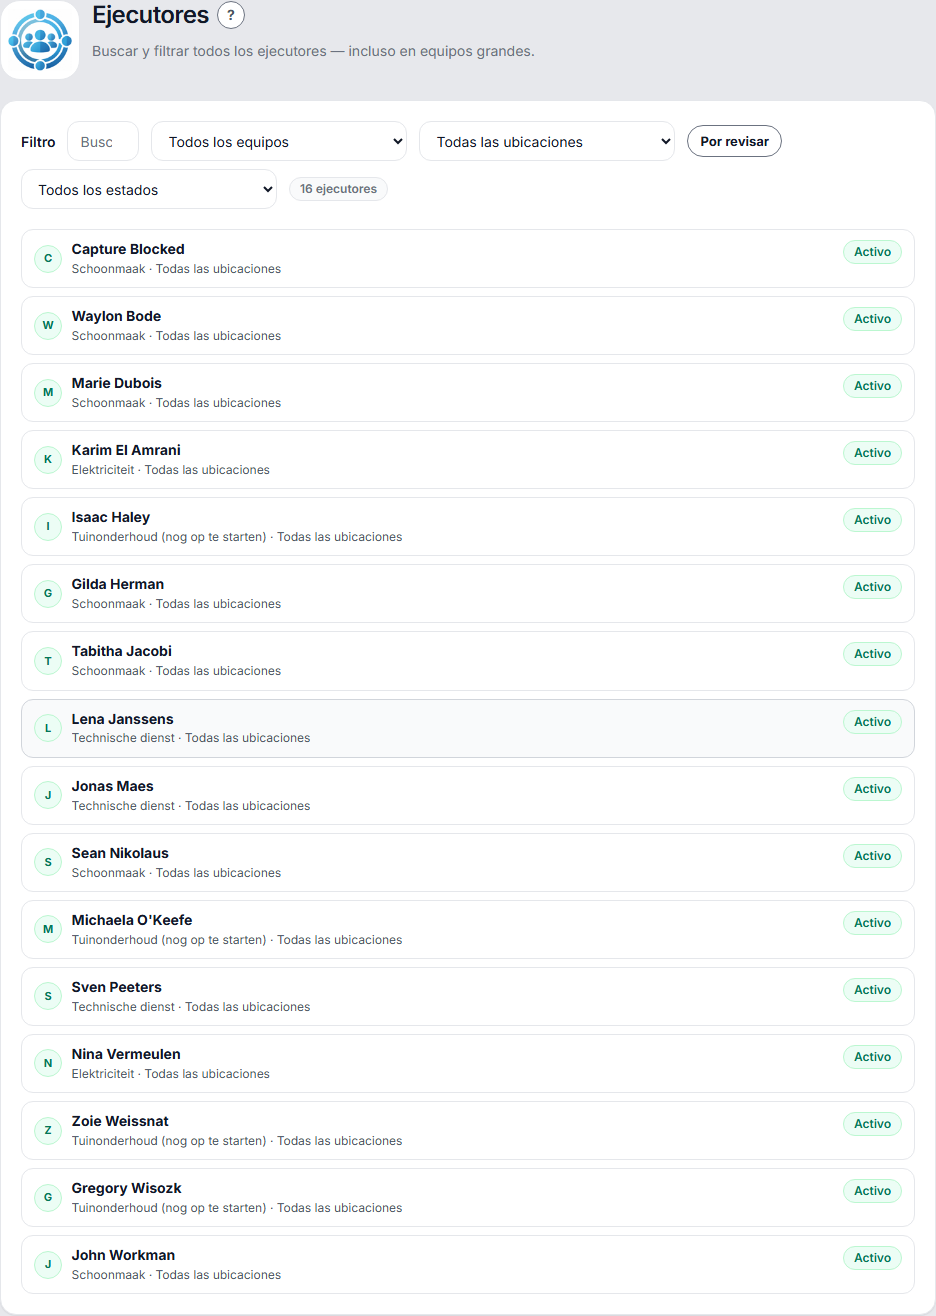 Ejecutores ?
Buscar y filtrar todos los ejecutores — incluso en equipos grandes.
Filtro Busc Todos los equipos Todas las ubicaciones Por revisar
Todos los estados 16 ejecutores
C Capture Blocked Activo
Schoonmaak · Todas las ubicaciones
W Waylon Bode Activo
Schoonmaak · Todas las ubicaciones
M Marie Dubois Activo
Schoonmaak · Todas las ubicaciones
K Karim El Amrani Activo
Elektriciteit · Todas las ubicaciones
I Isaac Haley Activo
Tuinonderhoud (nog op te starten) · Todas las ubicaciones
G Gilda Herman Activo
Schoonmaak · Todas las ubicaciones
T Tabitha Jacobi Activo
Schoonmaak · Todas las ubicaciones
L Lena Janssens Activo
Technische dienst · Todas las ubicaciones
J Jonas Maes Activo
Technische dienst · Todas las ubicaciones
S Sean Nikolaus Activo
Schoonmaak · Todas las ubicaciones
M Michaela O'Keefe Activo
Tuinonderhoud (nog op te starten) · Todas las ubicaciones
S Sven Peeters Activo
Technische dienst · Todas las ubicaciones
N Nina Vermeulen Activo
Elektriciteit · Todas las ubicaciones
Z Zoie Weissnat Activo
Tuinonderhoud (nog op te starten) · Todas las ubicaciones
G Gregory Wisozk Activo
Tuinonderhoud (nog op te starten) · Todas las ubicaciones
J John Workman Activo
Schoonmaak · Todas las ubicaciones